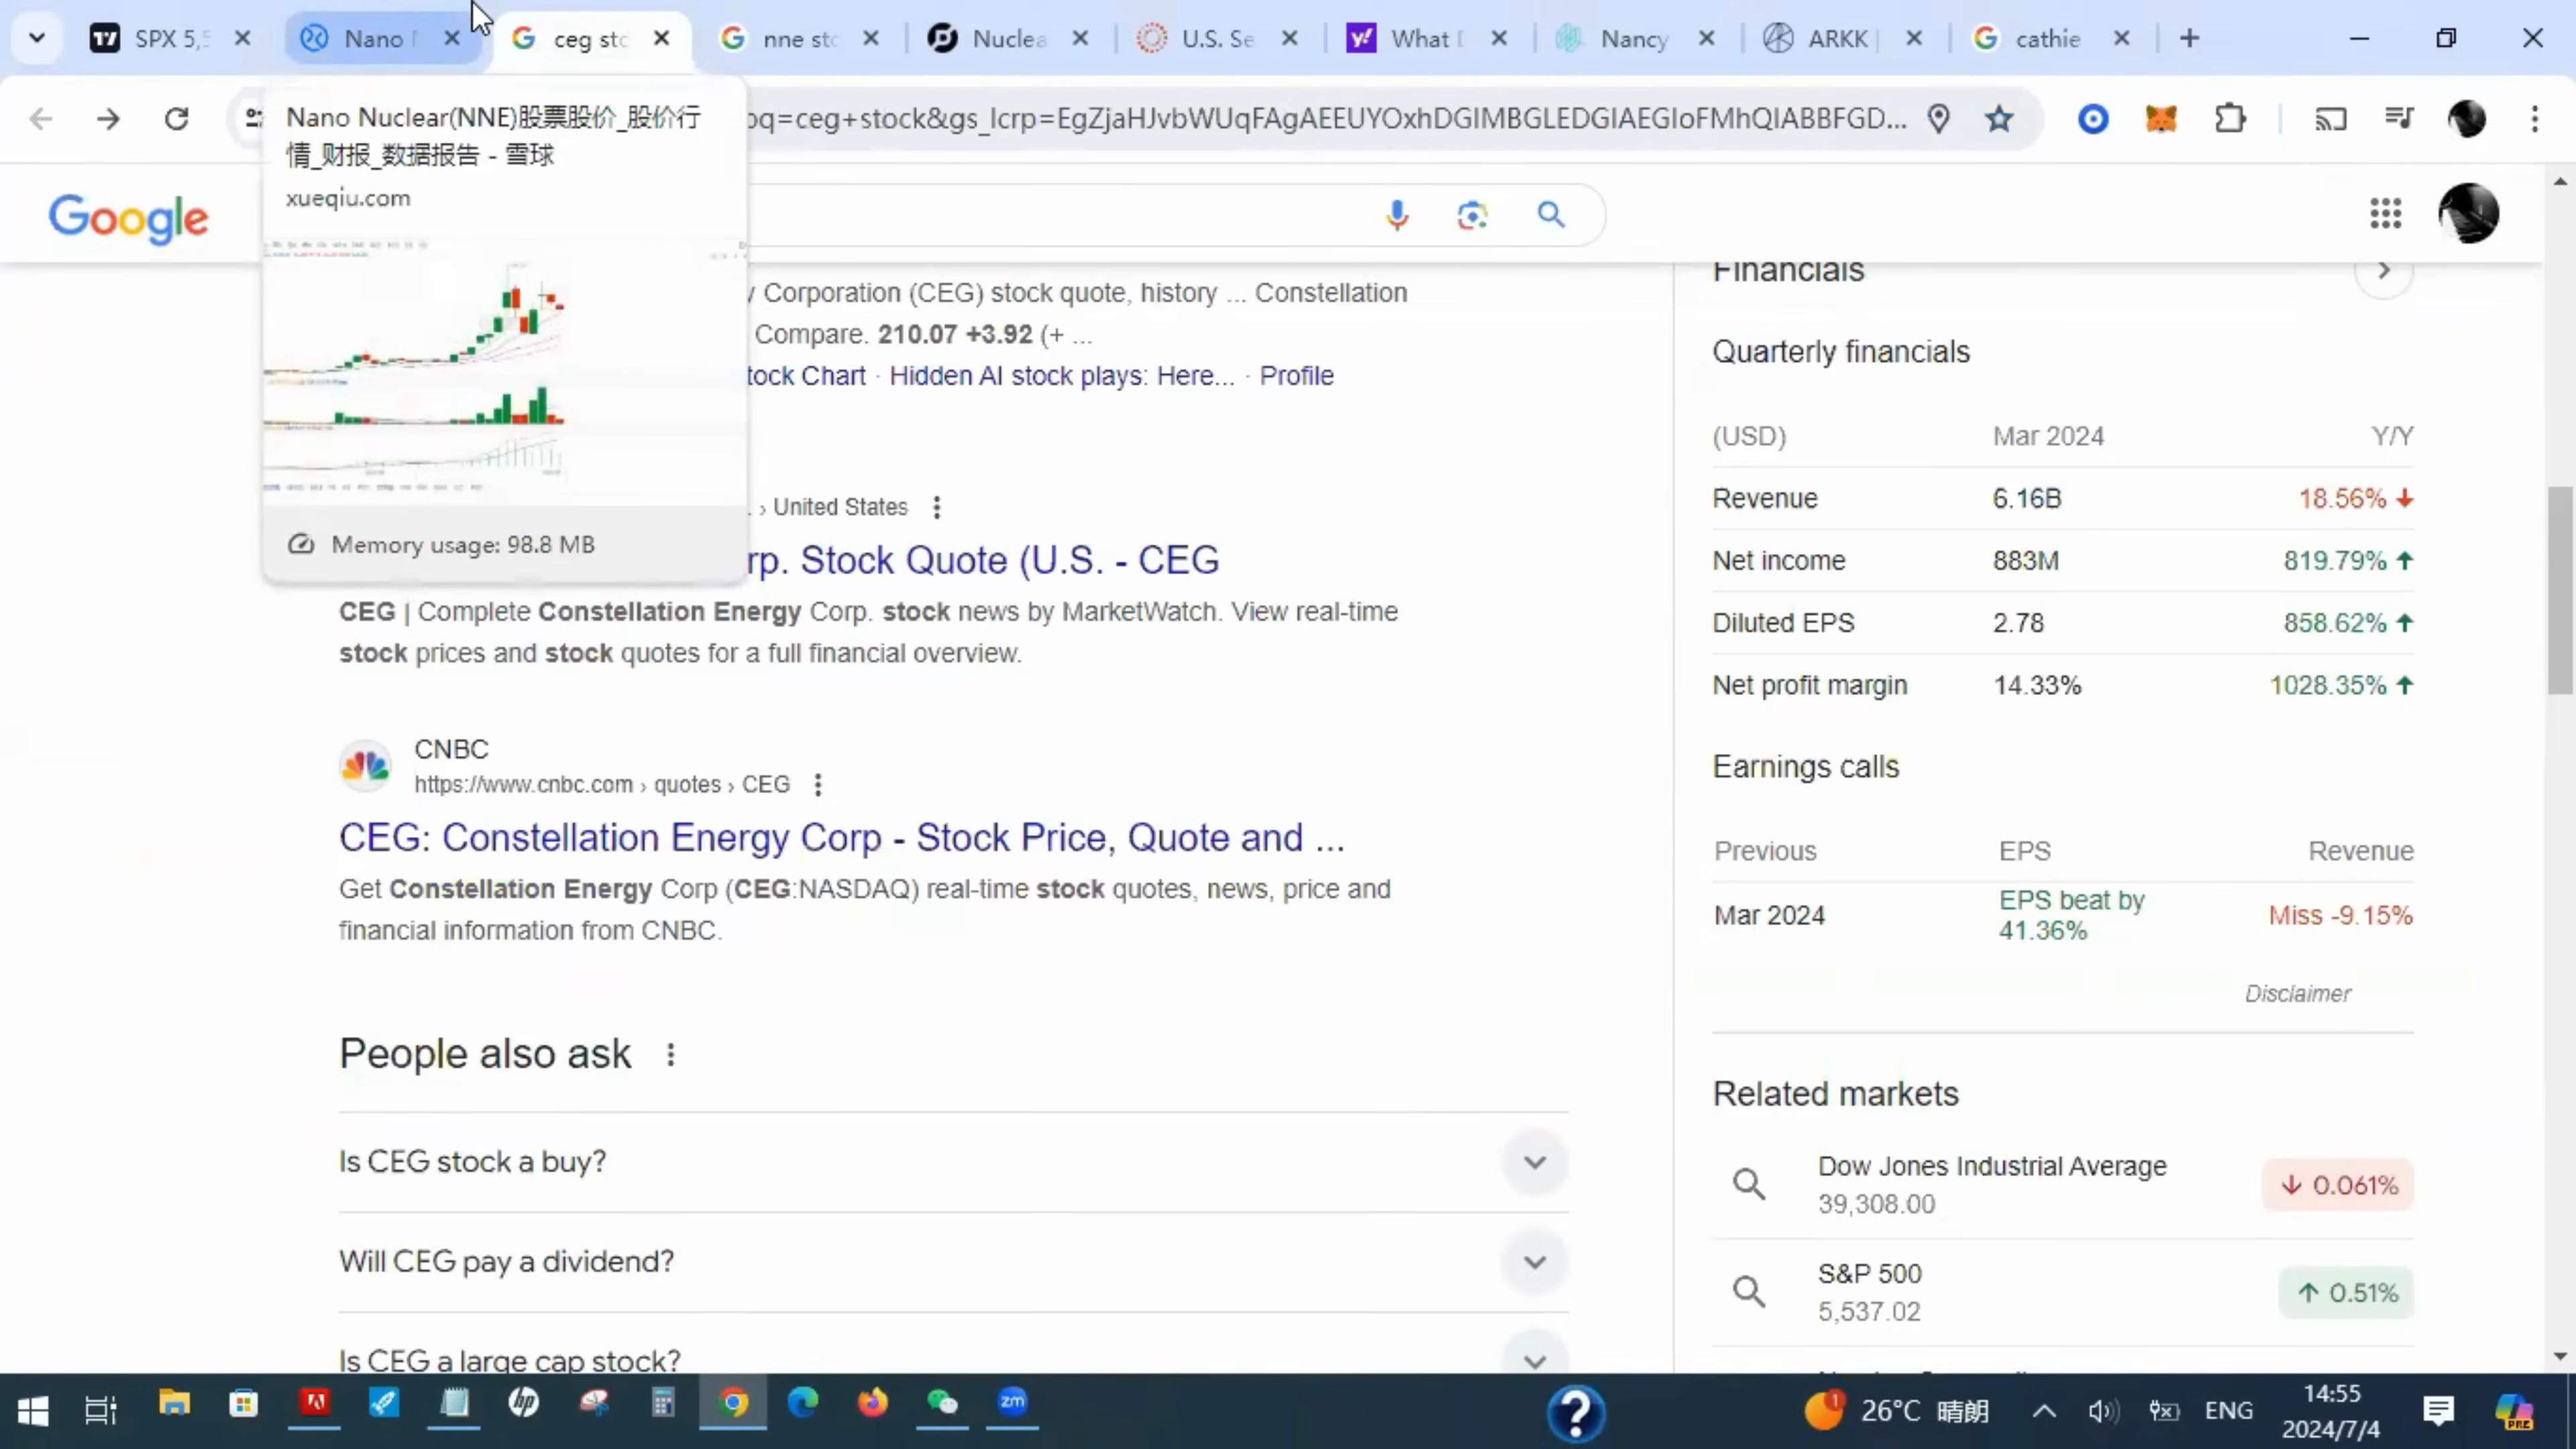 SPX 5,5
Nano
ceg sto
nne sto
Nuclea
U.S. Se
What
Nancy
ARKK
cathie
oq=ceg+stock&gs_lcrp=EgZjaHJvbWUqFAgAEEUYOxhDGIMBGLEDGIAEGIoFMhQIABBFGD...
Nano Nuclear(NNE)股票股价_股价行
情_财报_数据报告 - 雪球
xueqiu.com
Memory usage: 98.8 MB
Google
y Corporation (CEG) stock quote, history ... Constellation
Compare. 210.07 +3.92 (+ ...
tock Chart · Hidden AI stock plays: Here... · Profile
. › United States
rp. Stock Quote (U.S. - CEG
CEG | Complete Constellation Energy Corp. stock news by MarketWatch. View real-time
stock prices and stock quotes for a full financial overview.
CNBC
https://www.cnbc.com › quotes › CEG
CEG: Constellation Energy Corp - Stock Price, Quote and ...
Get Constellation Energy Corp (CEG:NASDAQ) real-time stock quotes, news, price and
financial information from CNBC.
People also ask
Is CEG stock a buy?
Will CEG pay a dividend?
Is CEG a large cap stock?
Financials
Quarterly financials
(USD) Mar 2024 Y/Y
Revenue 6.16B 18.56%
Net income 883M 819.79%
Diluted EPS 2.78 858.62%
Net profit margin 14.33% 1028.35%
Earnings calls
Previous EPS Revenue
Mar 2024 EPS beat by 41.36% Miss -9.15%
Disclaimer
Related markets
Dow Jones Industrial Average
39,308.00
0.061%
S&P 500
5,537.02
0.51%
zm
26°C 晴朗
ENG
14:55
2024/7/4
PRE